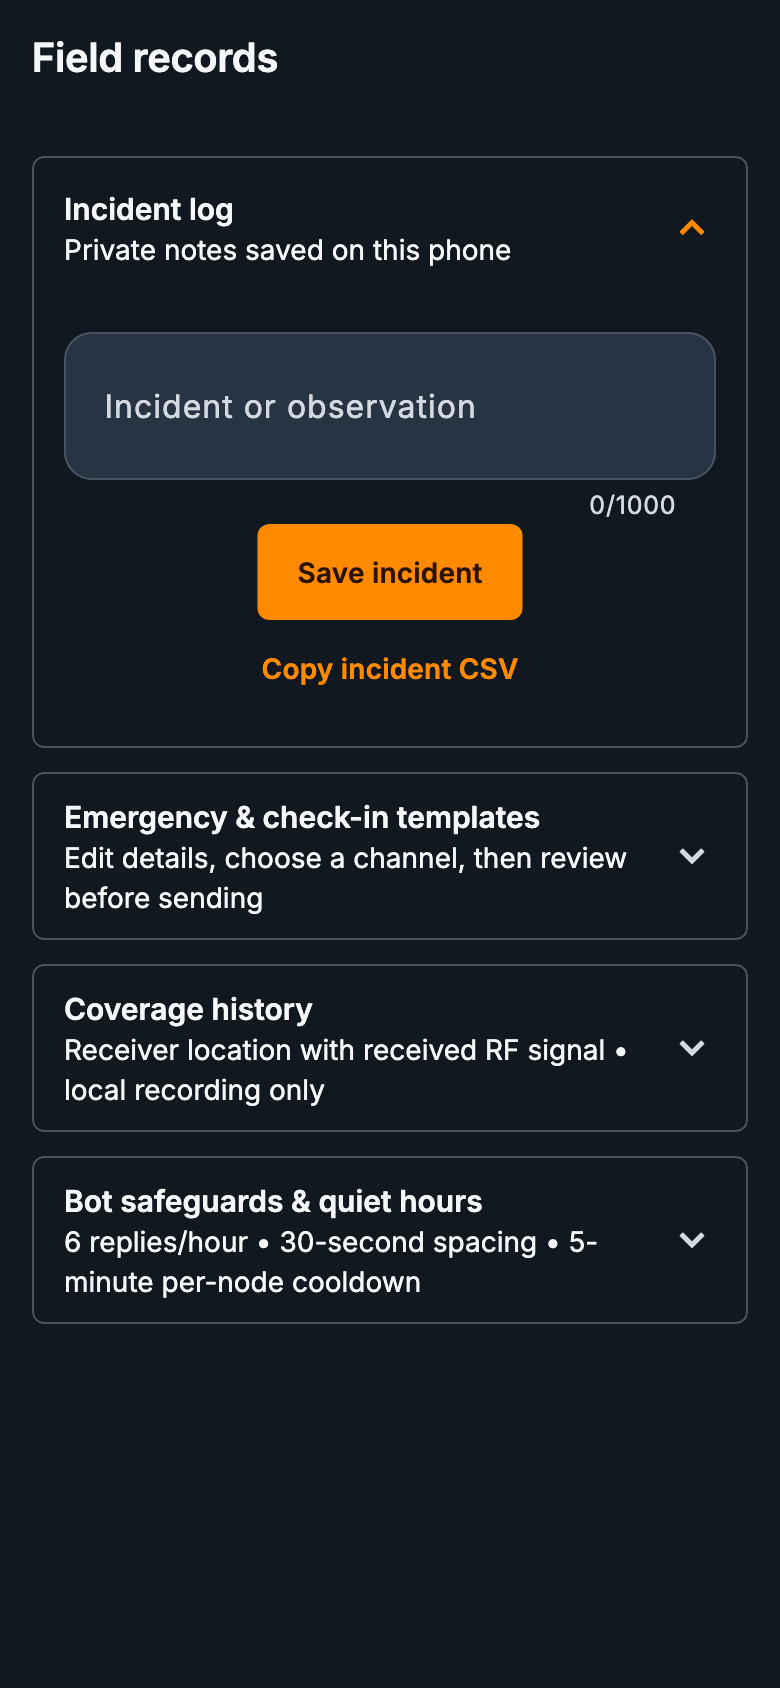 Field records
Incident log
Private notes saved on this phone
Incident or observation
0/1000
Save incident
Copy incident CSV
Emergency & check-in templates
Edit details, choose a channel, then review
before sending
Coverage history
Receiver location with received RF signal •
local recording only
Bot safeguards & quiet hours
6 replies/hour • 30-second spacing • 5-
minute per-node cooldown